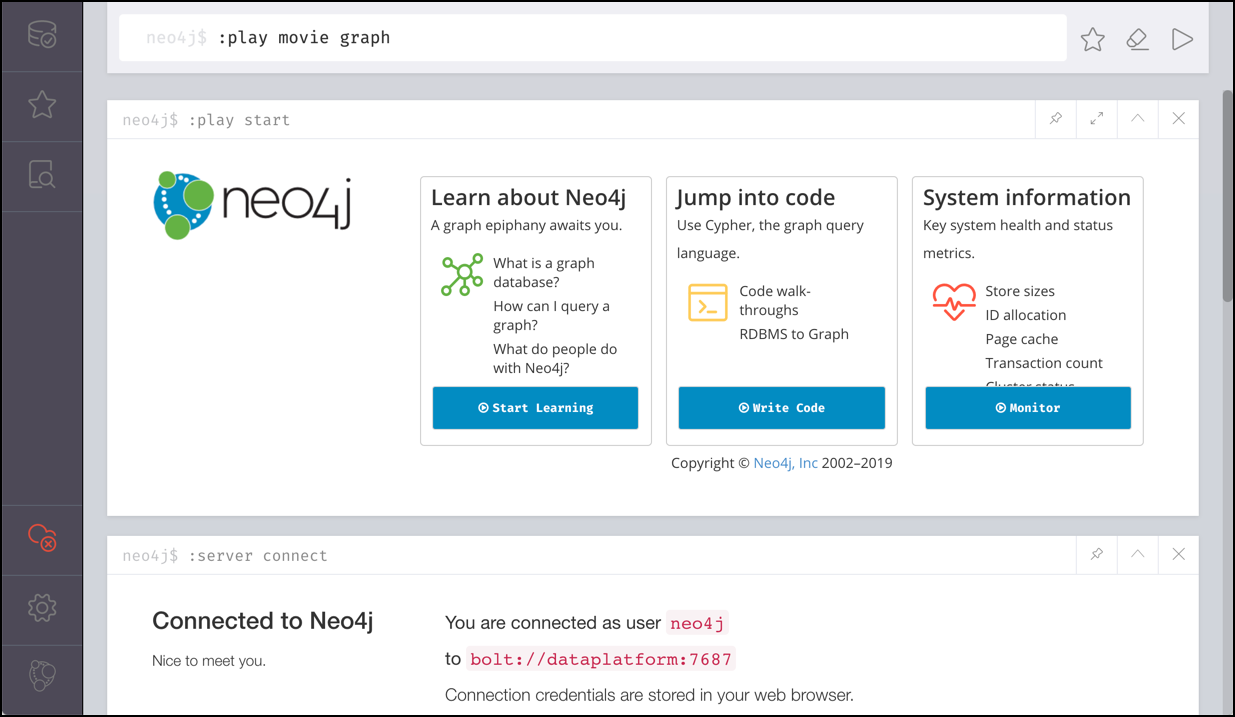 neo4j$ :play movie graph
neo4j$ :play start
neo4j
Learn about Neo4j
A graph epiphany awaits you.
What is a graph
database?
How can I query a
graph?
What do people do
with Neo4j?
Start Learning
Jump into code
Use Cypher, the graph query
language.
Code walk-
throughs
RDBMS to Graph
Write Code
System information
Key system health and status
metrics.
Store sizes
ID allocation
Page cache
Transaction count
Cluster status
Monitor
Copyright © Neo4j, Inc 2002–2019
neo4j$ :server connect
Connected to Neo4j
Nice to meet you.
You are connected as user neo4j
to bolt://dataplatform:7687
Connection credentials are stored in your web browser.